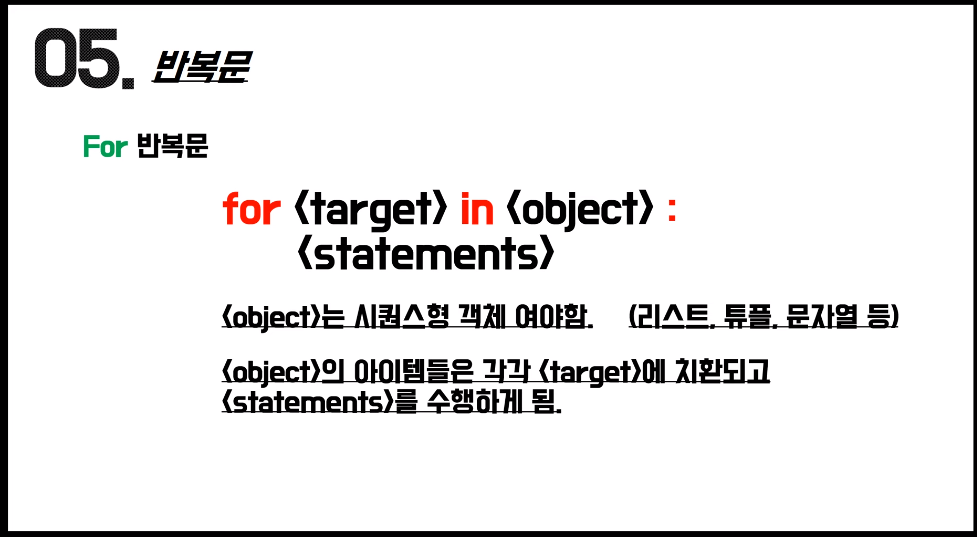 05. 반복문
For 반복문
for <target> in <object> :
<statements>
<object>는 시퀀스형 객체 여야함. (리스트, 튜플, 문자열 등)
<object>의 아이템들은 각각 <target>에 치환되고
<statements>를 수행하게 됨.